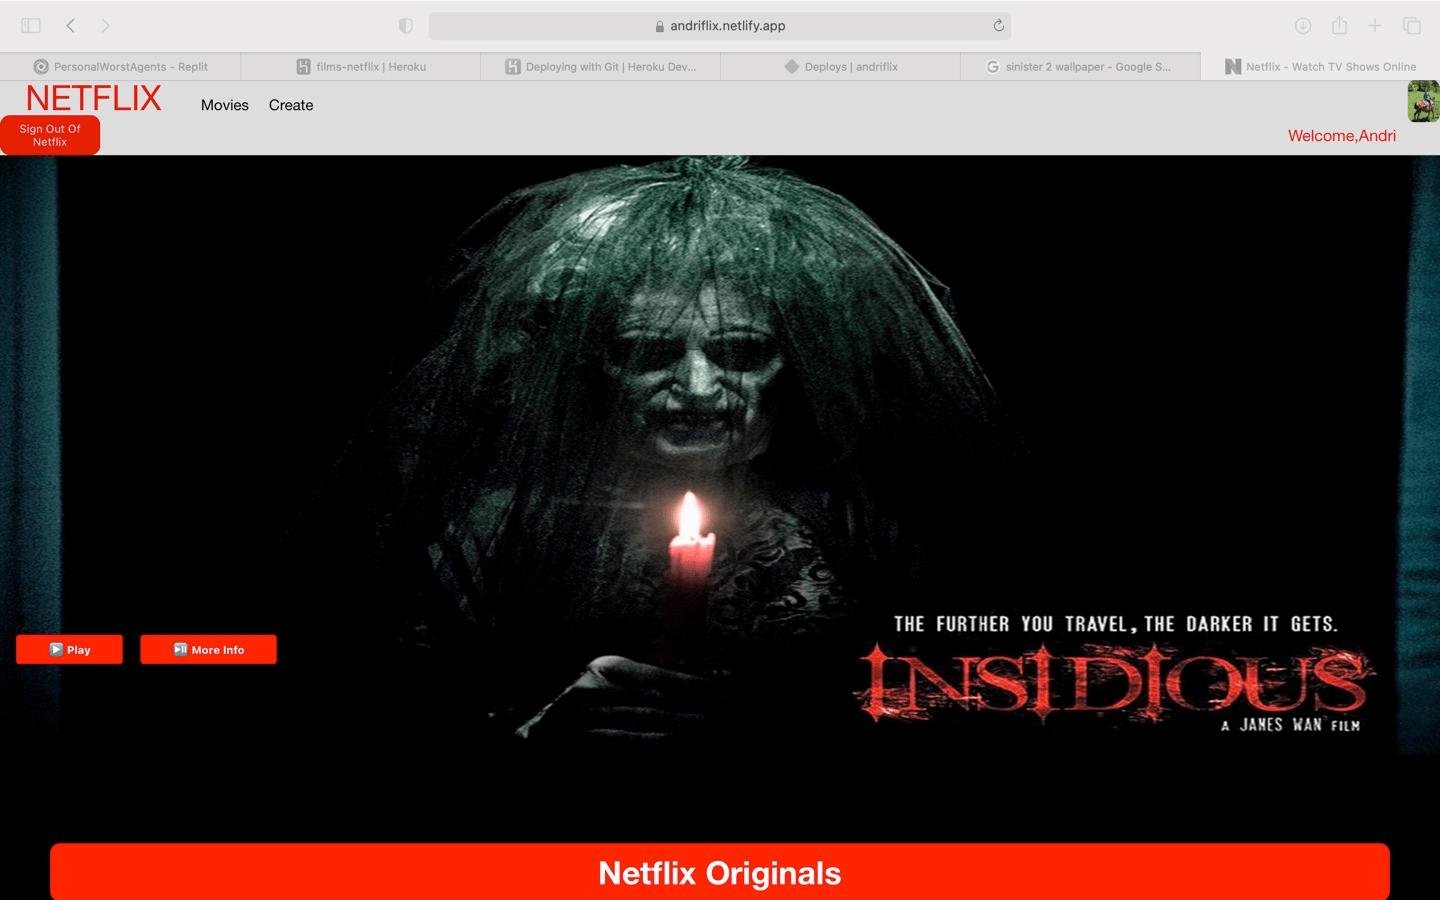 andriflix.netlify.app
PersonalWorstAgents - Replit
films-netflix | Heroku
Deploying with Git | Heroku Dev...
Deploys | andriflix
sinister 2 wallpaper - Google S...
Netflix - Watch TV Shows Online
NETFLIX
Movies
Create
Sign Out Of
Netflix
Welcome,Andri
THE FURTHER YOU TRAVEL, THE DARKER IT GETS.
INSIDIOUS
A JAMES WAN FILM
Play
More Info
Netflix Originals